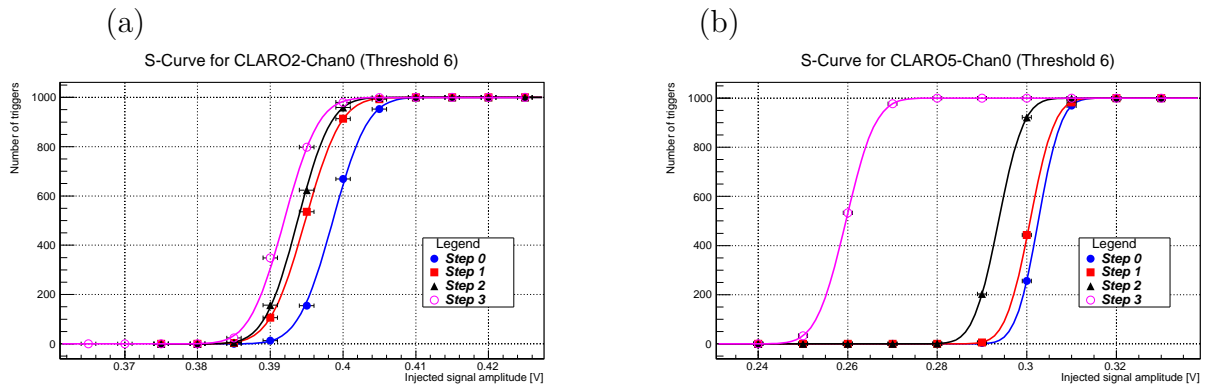 (a)
S-Curve for CLARO2-Chan0 (Threshold 6)
Number of triggers
1000
800
600
400
200
0
Legend
Step 0
Step 1
Step 2
Step 3
0.37
0.38
0.39
0.4
0.41
0.42
Injected signal amplitude [V]
(b)
S-Curve for CLARO5-Chan0 (Threshold 6)
Number of triggers
1000
800
600
400
200
0
Legend
Step 0
Step 1
Step 2
Step 3
0.24
0.26
0.28
0.3
0.32
Injected signal amplitude [V]